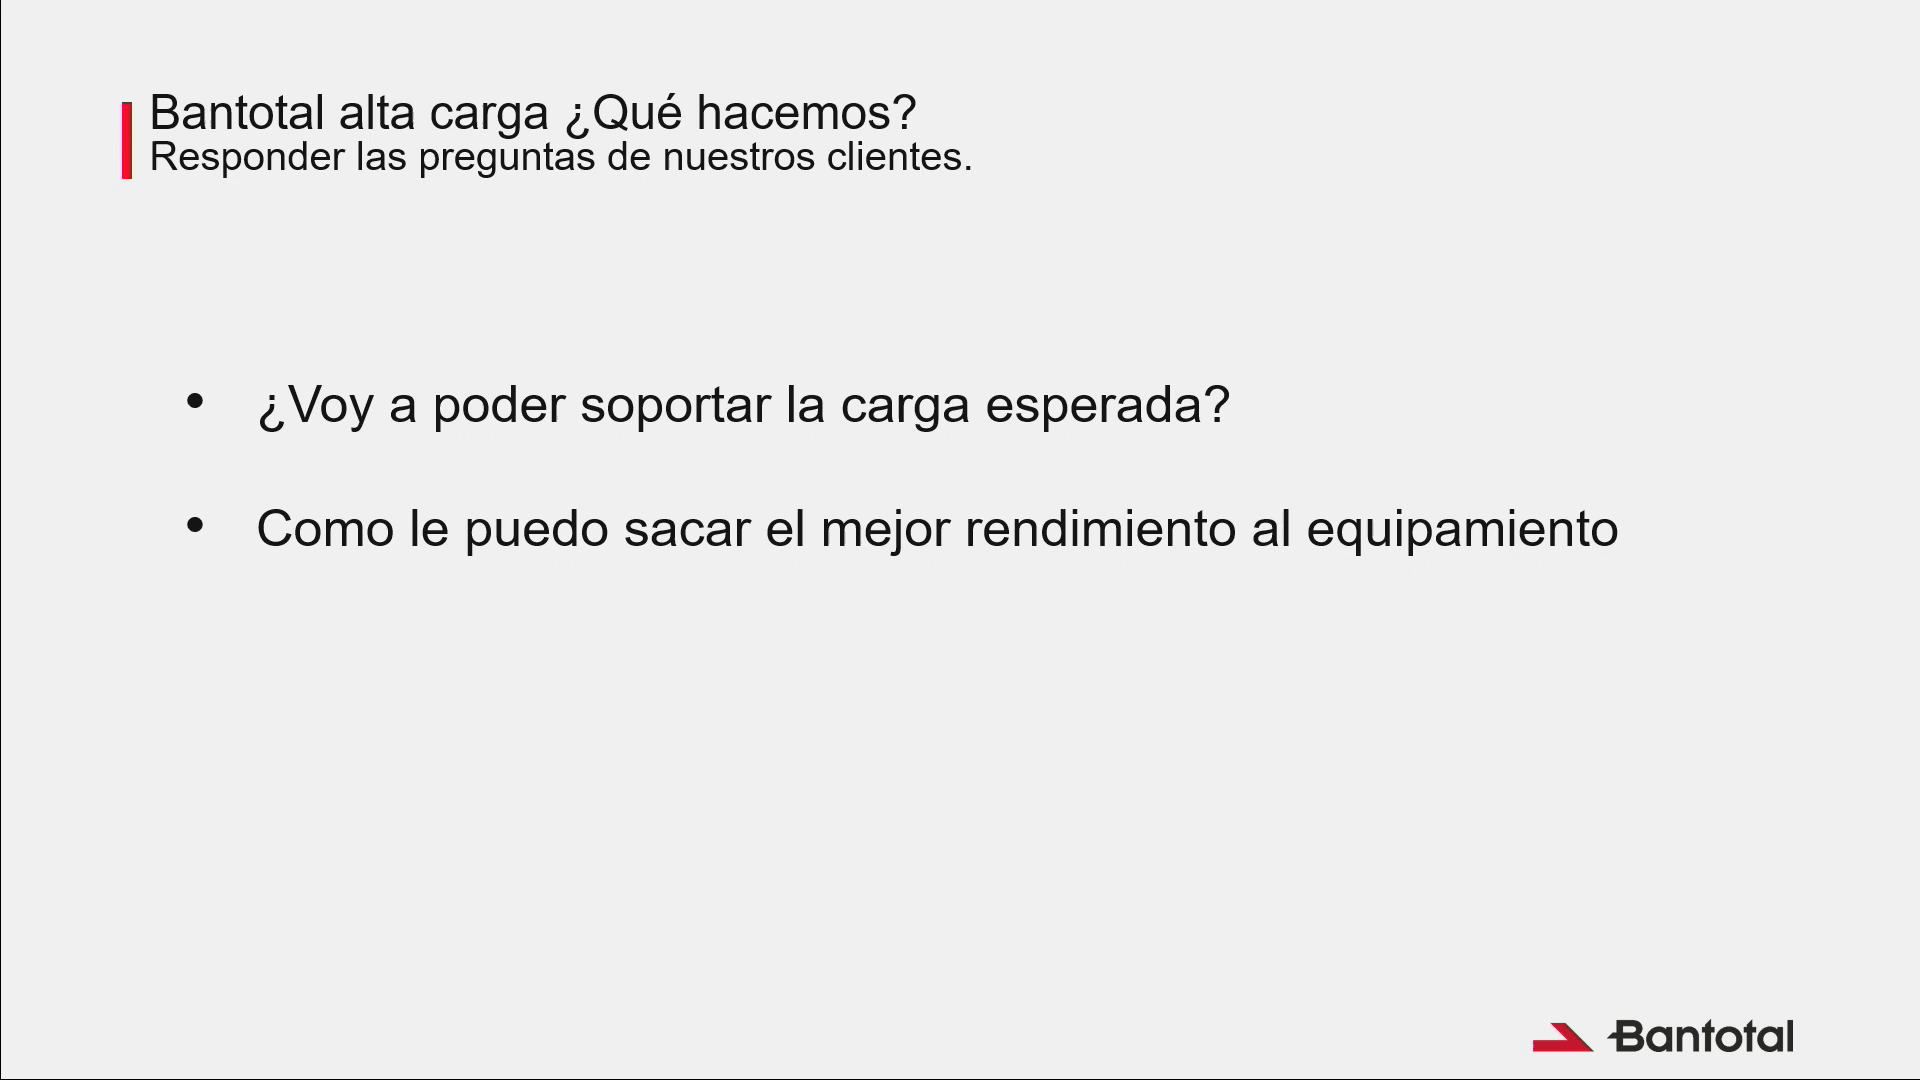 Bantotal alta carga ¿Qué hacemos?
Responder las preguntas de nuestros clientes.
• ¿Voy a poder soportar la carga esperada?
• Como le puedo sacar el mejor rendimiento al equipamiento
Bantotal